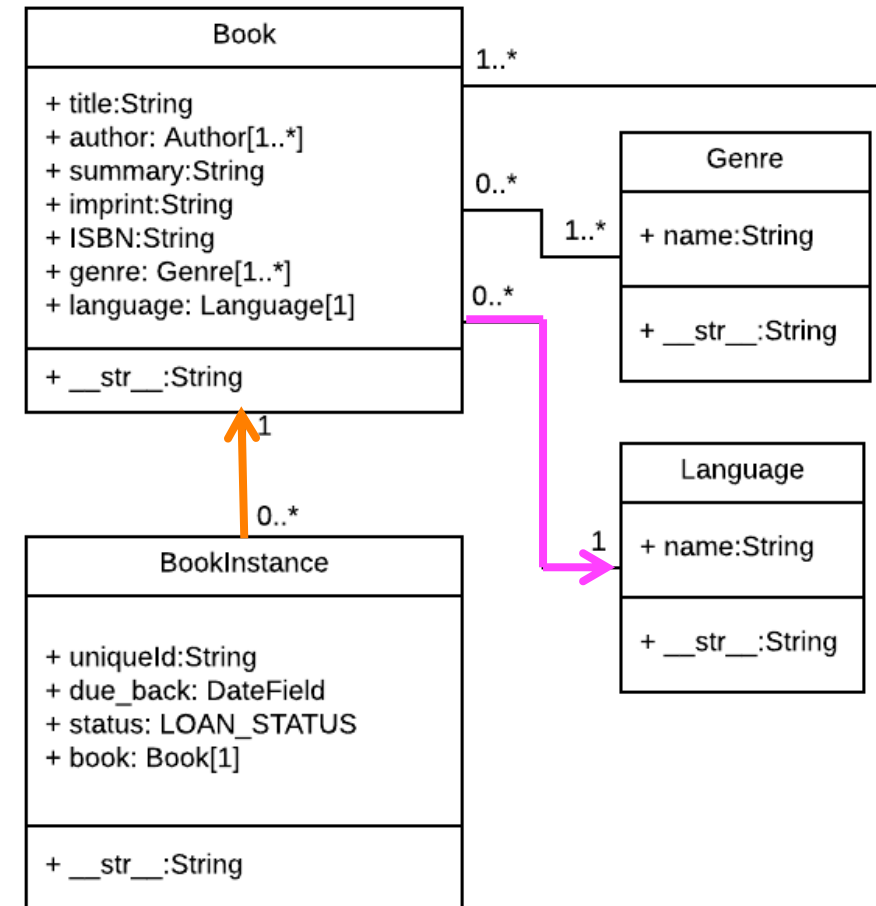 Book
+ title:String
+ author: Author[1..*]
+ summary:String
+ imprint:String
+ ISBN:String
+ genre: Genre[1..*]
+ language: Language[1]
+ __str__:String
1..*
0..*
1..*
0..*
1
Genre
+ name:String
+ __str__:String
Language
+ name:String
+ __str__:String
1
0..*
BookInstance
+ uniqueId:String
+ due_back: DateField
+ status: LOAN_STATUS
+ book: Book[1]
+ __str__:String